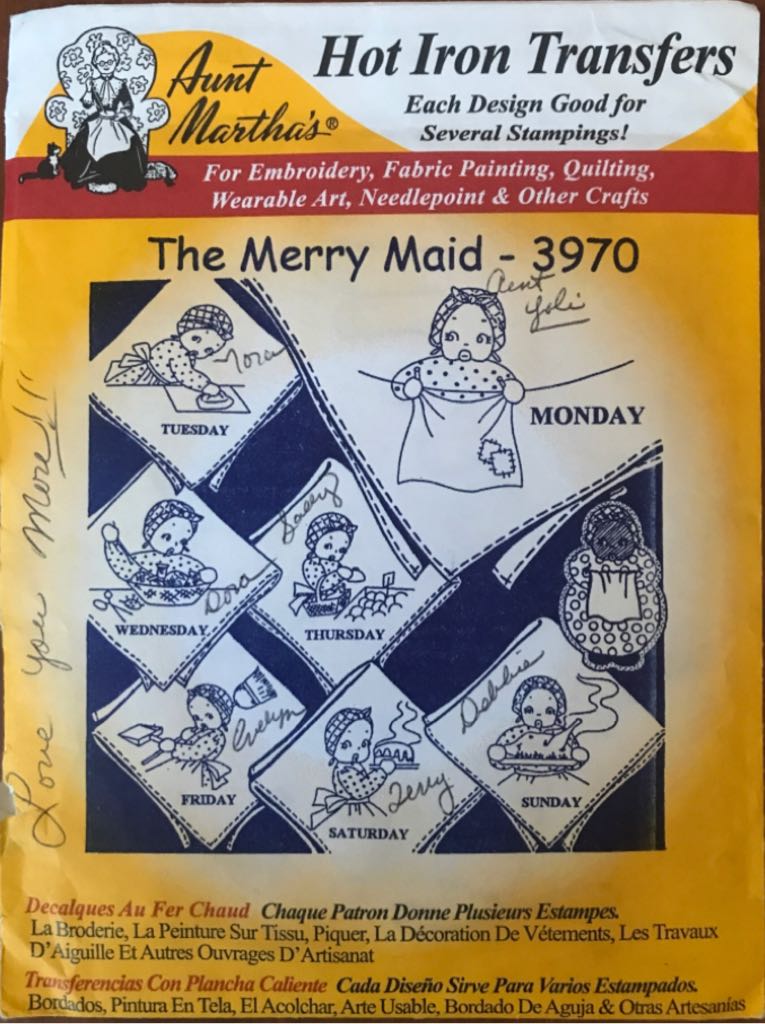 Aunt
Martha's®
Hot Iron Transfers
Each Design Good for
Several Stampings!
For Embroidery, Fabric Painting, Quilting,
Wearable Art, Needlepoint & Other Crafts
The Merry Maid - 3970
Aunt
Yoli
Nora
MONDAY
TUESDAY
Sally
Dora
WEDNESDAY
THURSDAY
Debbie
Evelyn
Terry
FRIDAY
SATURDAY
SUNDAY
Love you more!!
Decalques Au Fer Chaud Chaque Patron Donne Plusieurs Estampes.
La Broderie, La Peinture Sur Tissu, Piquer, La Décoration De Vétements, Les Travaux
D'Aiguille Et Autres Ouvrages D'Artisanat
Transferencias Con Plancha Caliente Cada Diseño Sirve Para Varios Estampados.
Bordados, Pintura En Tela, El Acolchar, Arte Usable, Bordado De Aguja & Otras Artesanías